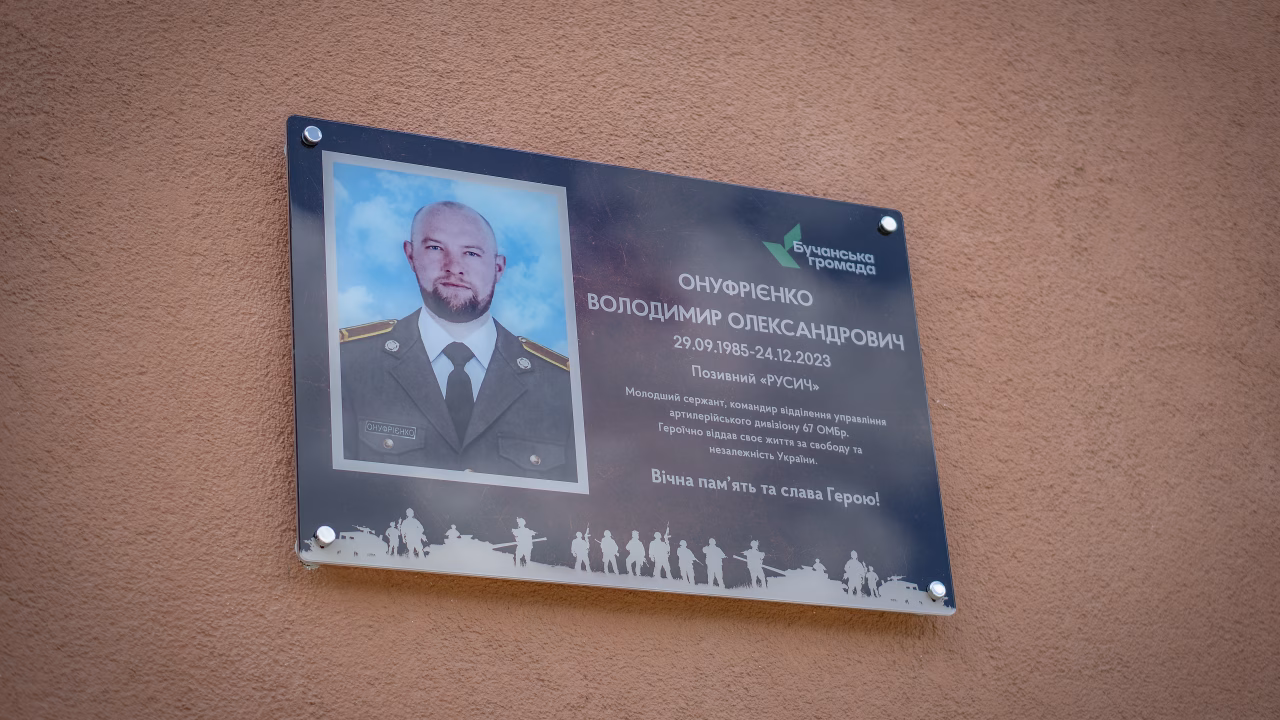 Бучанська
громада
ОНУФРІЄНКО
ВОЛОДИМИР ОЛЕКСАНДРОВИЧ
29.09.1985-24.12.2023
Позивний «РУСИЧ»
Молодший сержант, командир відділення управління
артилерійського дивізіону 67 ОМБр.
Героїчно віддав своє життя за свободу та
незалежність України.
Вічна пам'ять та слава Герою!
ОНУФРІЄНКО